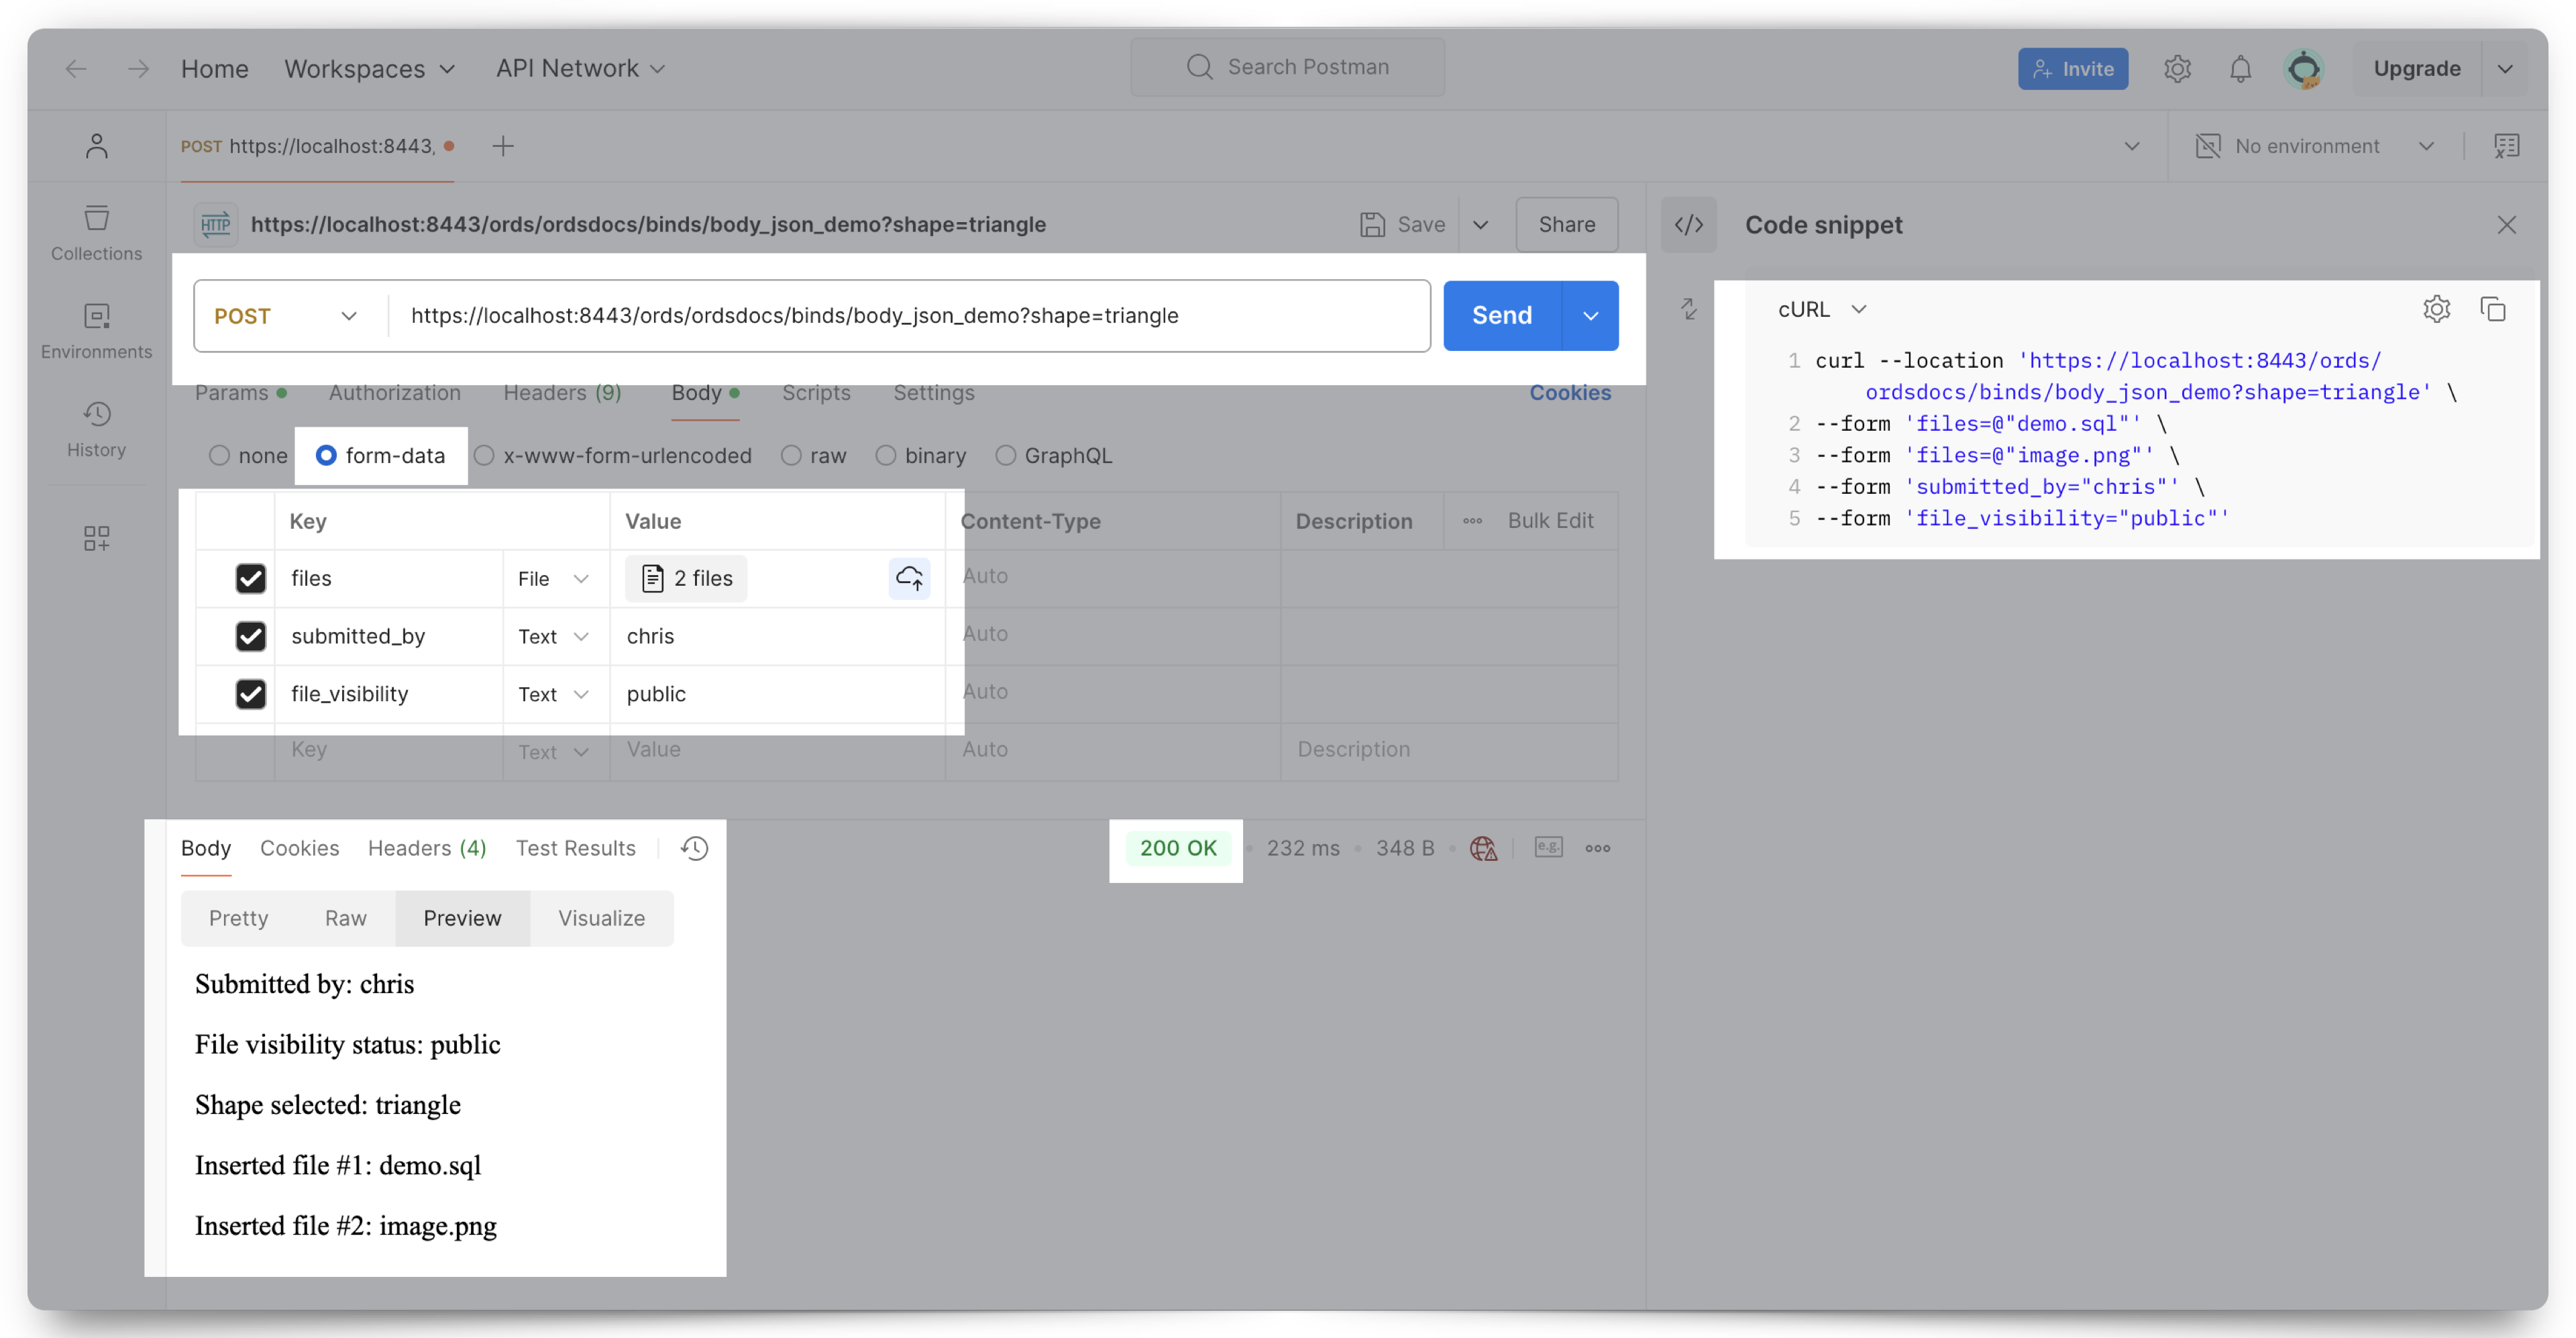 Home Workspaces API Network Search Postman Invite Upgrade
POST https://localhost:8443, No environment
HTTP https://localhost:8443/ords/ordsdocs/binds/body_json_demo?shape=triangle Save Share
Code snippet
Collections
Environments
History
POST https://localhost:8443/ords/ordsdocs/binds/body_json_demo?shape=triangle Send
Params Authorization Headers (9) Body Scripts Settings Cookies
none form-data x-www-form-urlencoded raw binary GraphQL
Key Value Content-Type Description Bulk Edit
files File 2 files Auto
submitted_by Text chris Auto
file_visibility Text public Auto
Key Text Value Auto Description
Body Cookies Headers (4) Test Results 200 OK 232 ms 348 B e.g.
Pretty Raw Preview Visualize
Submitted by: chris
File visibility status: public
Shape selected: triangle
Inserted file #1: demo.sql
Inserted file #2: image.png
cURL
1 curl --location 'https://localhost:8443/ords/
ordsdocs/binds/body_json_demo?shape=triangle' \
2 --form 'files=@"demo.sql"' \
3 --form 'files=@"image.png"' \
4 --form 'submitted_by="chris"' \
5 --form 'file_visibility="public"'